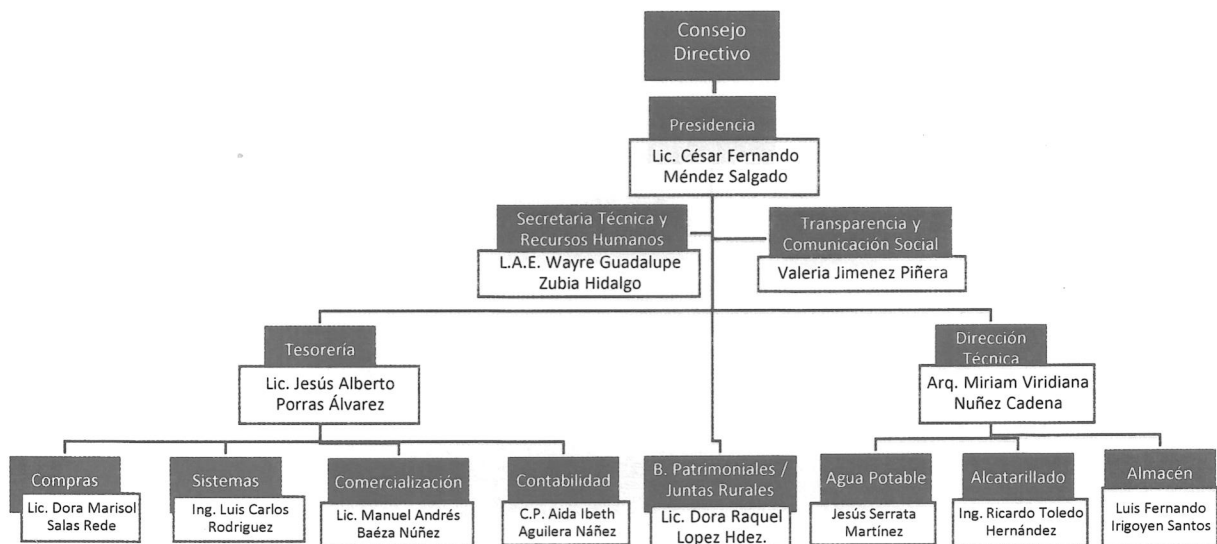 Consejo
Directivo
Presidencia
Lic. César Fernando
Méndez Salgado
Secretaria Técnica y
Recursos Humanos
L.A.E. Wayre Guadalupe
Zubia Hidalgo
Transparencia y
Comunicación Social
Valeria Jimenez Piñera
Tesorería
Lic. Jesús Alberto
Porras Álvarez
Dirección
Técnica
Arq. Miriam Viridiana
Nuñez Cadena
Compras
Lic. Dora Marisol
Salas Rede
Sistemas
Ing. Luis Carlos
Rodriguez
Comercialización
Lic. Manuel Andrés
Baéza Núñez
Contabilidad
C.P. Aida Ibeth
Aguilera Náñez
B. Patrimoniales /
Juntas Rurales
Lic. Dora Raquel
Lopez Hdez.
Agua Potable
Jesús Serrata
Martínez
Alcatarillado
Ing. Ricardo Toledo
Hernández
Almacén
Luis Fernando
Irigoyen Santos